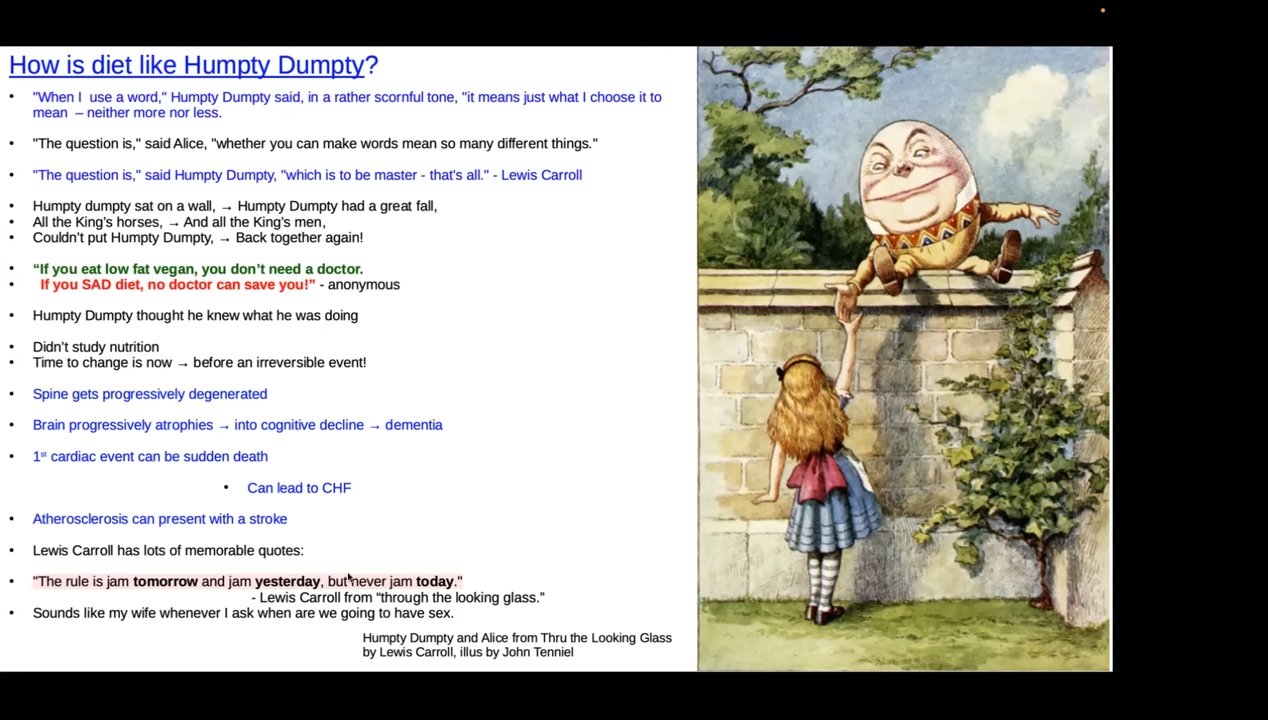 How is diet like Humpty Dumpty?
• "When I use a word," Humpty Dumpty said, in a rather scornful tone, "it means just what I choose it to
mean – neither more nor less.
• "The question is," said Alice, "whether you can make words mean so many different things."
• "The question is," said Humpty Dumpty, "which is to be master - that's all." - Lewis Carroll
• Humpty dumpty sat on a wall, → Humpty Dumpty had a great fall,
• All the King's horses, → And all the King's men,
• Couldn't put Humpty Dumpty, → Back together again!
• “If you eat low fat vegan, you don’t need a doctor.
• If you SAD diet, no doctor can save you!” - anonymous
• Humpty Dumpty thought he knew what he was doing
• Didn’t study nutrition
• Time to change is now → before an irreversible event!
• Spine gets progressively degenerated
• Brain progressively atrophies → into cognitive decline → dementia
• 1st cardiac event can be sudden death
• Can lead to CHF
• Atherosclerosis can present with a stroke
• Lewis Carroll has lots of memorable quotes:
• "The rule is jam tomorrow and jam yesterday, but never jam today."
- Lewis Carroll from “through the looking glass.”
• Sounds like my wife whenever I ask when are we going to have sex.
Humpty Dumpty and Alice from Thru the Looking Glass
by Lewis Carroll, illus by John Tenniel